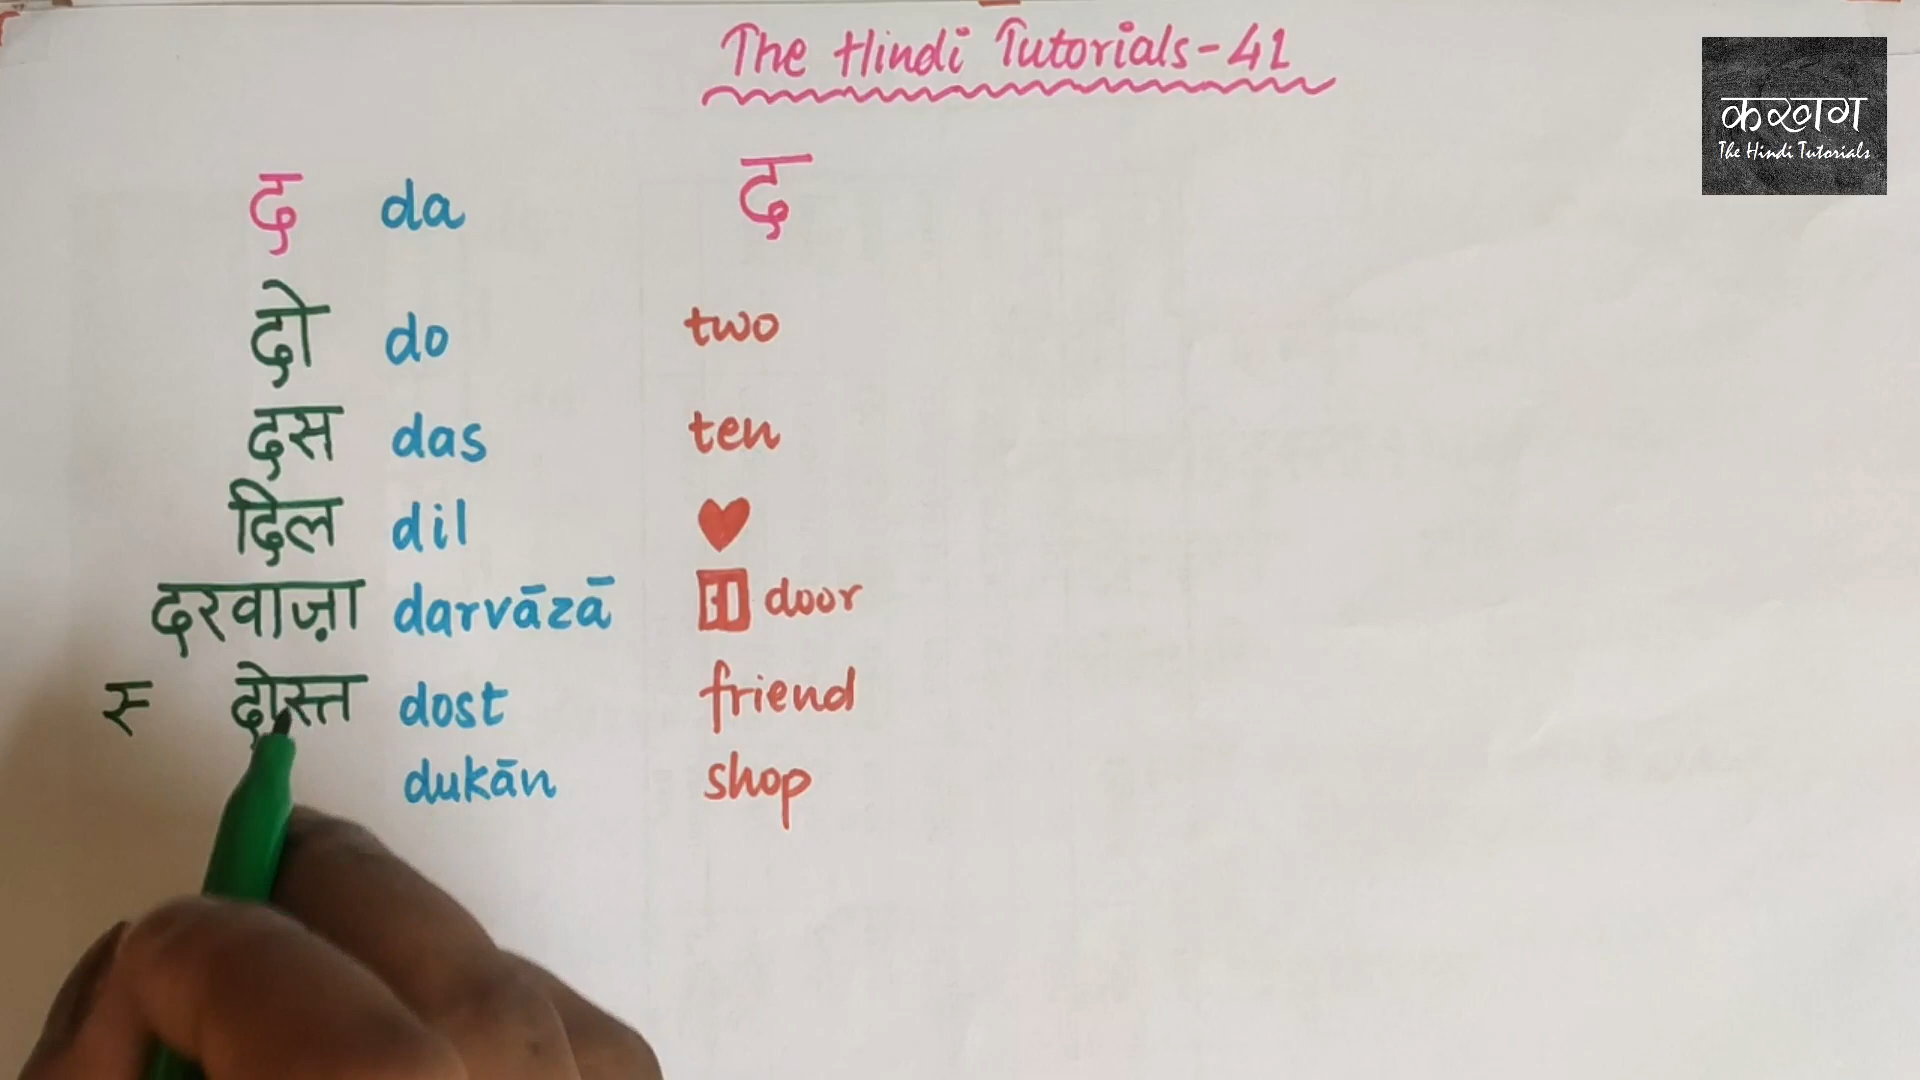 The Hindi Tutorials-41
कखग
The Hindi Tutorials
द da द
दो do two
दस das ten
दिल dil
दरवाज़ा darvāzā door
स् दोस्त dost friend
dukān shop